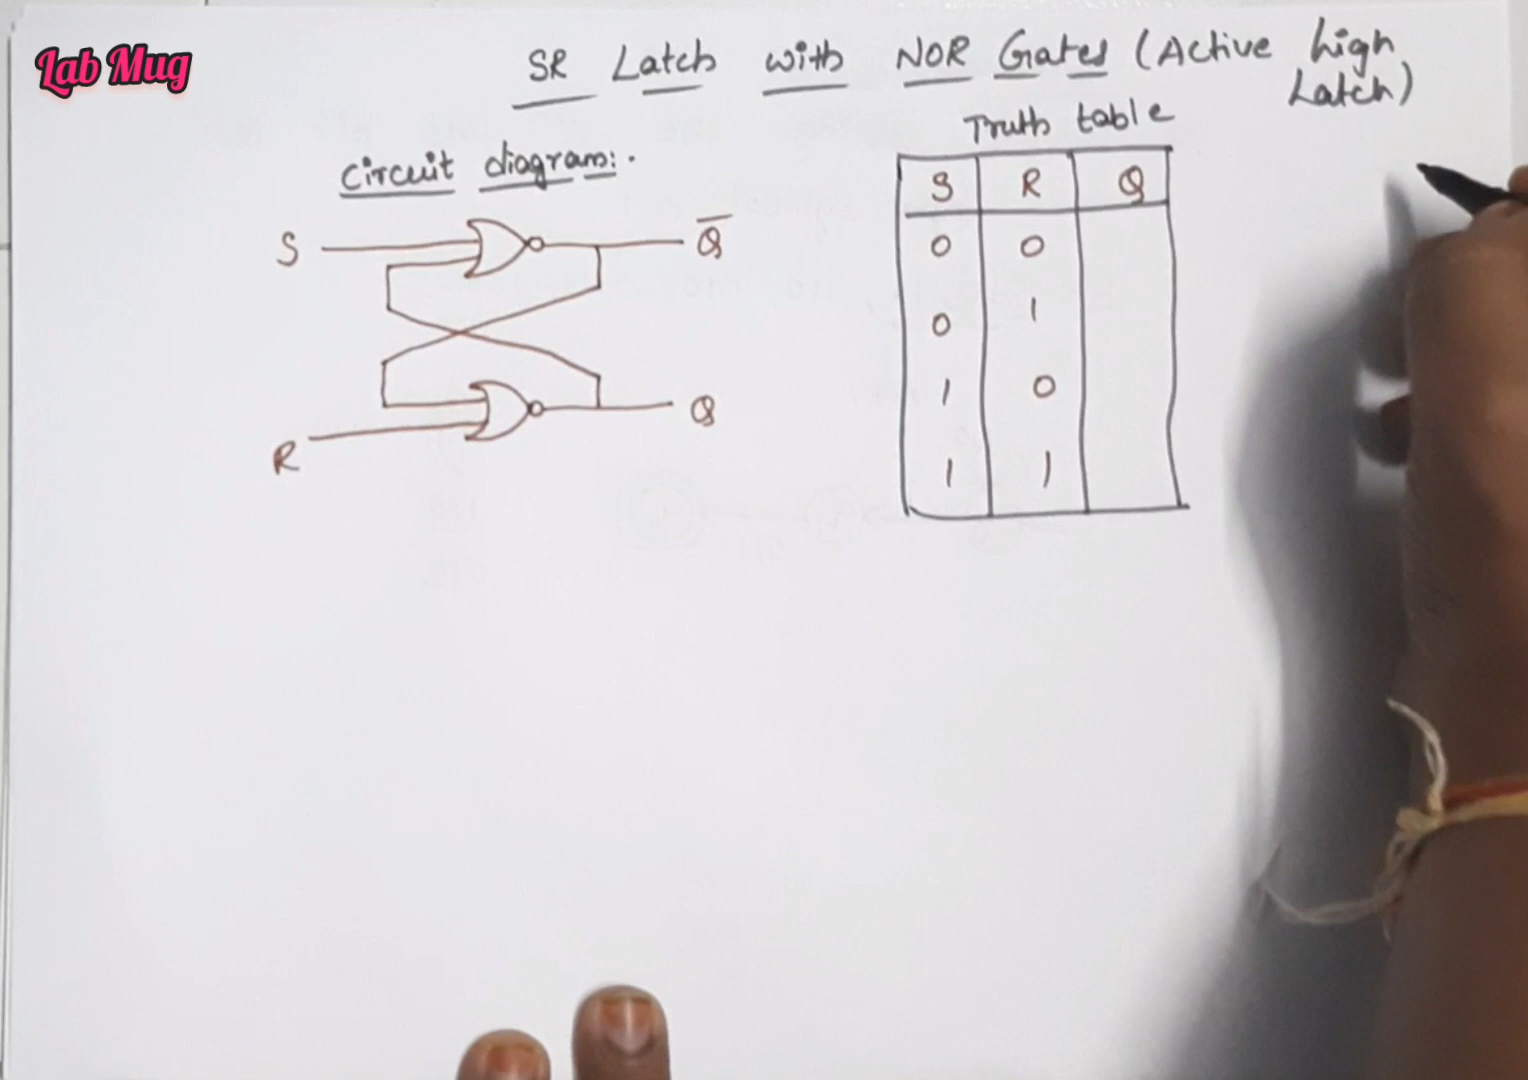 Lab Mug
SR Latch with NOR Gates (Active high
Latch)
Truth table
Circuit diagram:.
S R Q
S Q̅
0 0
0 1
1 0
R Q
1 1